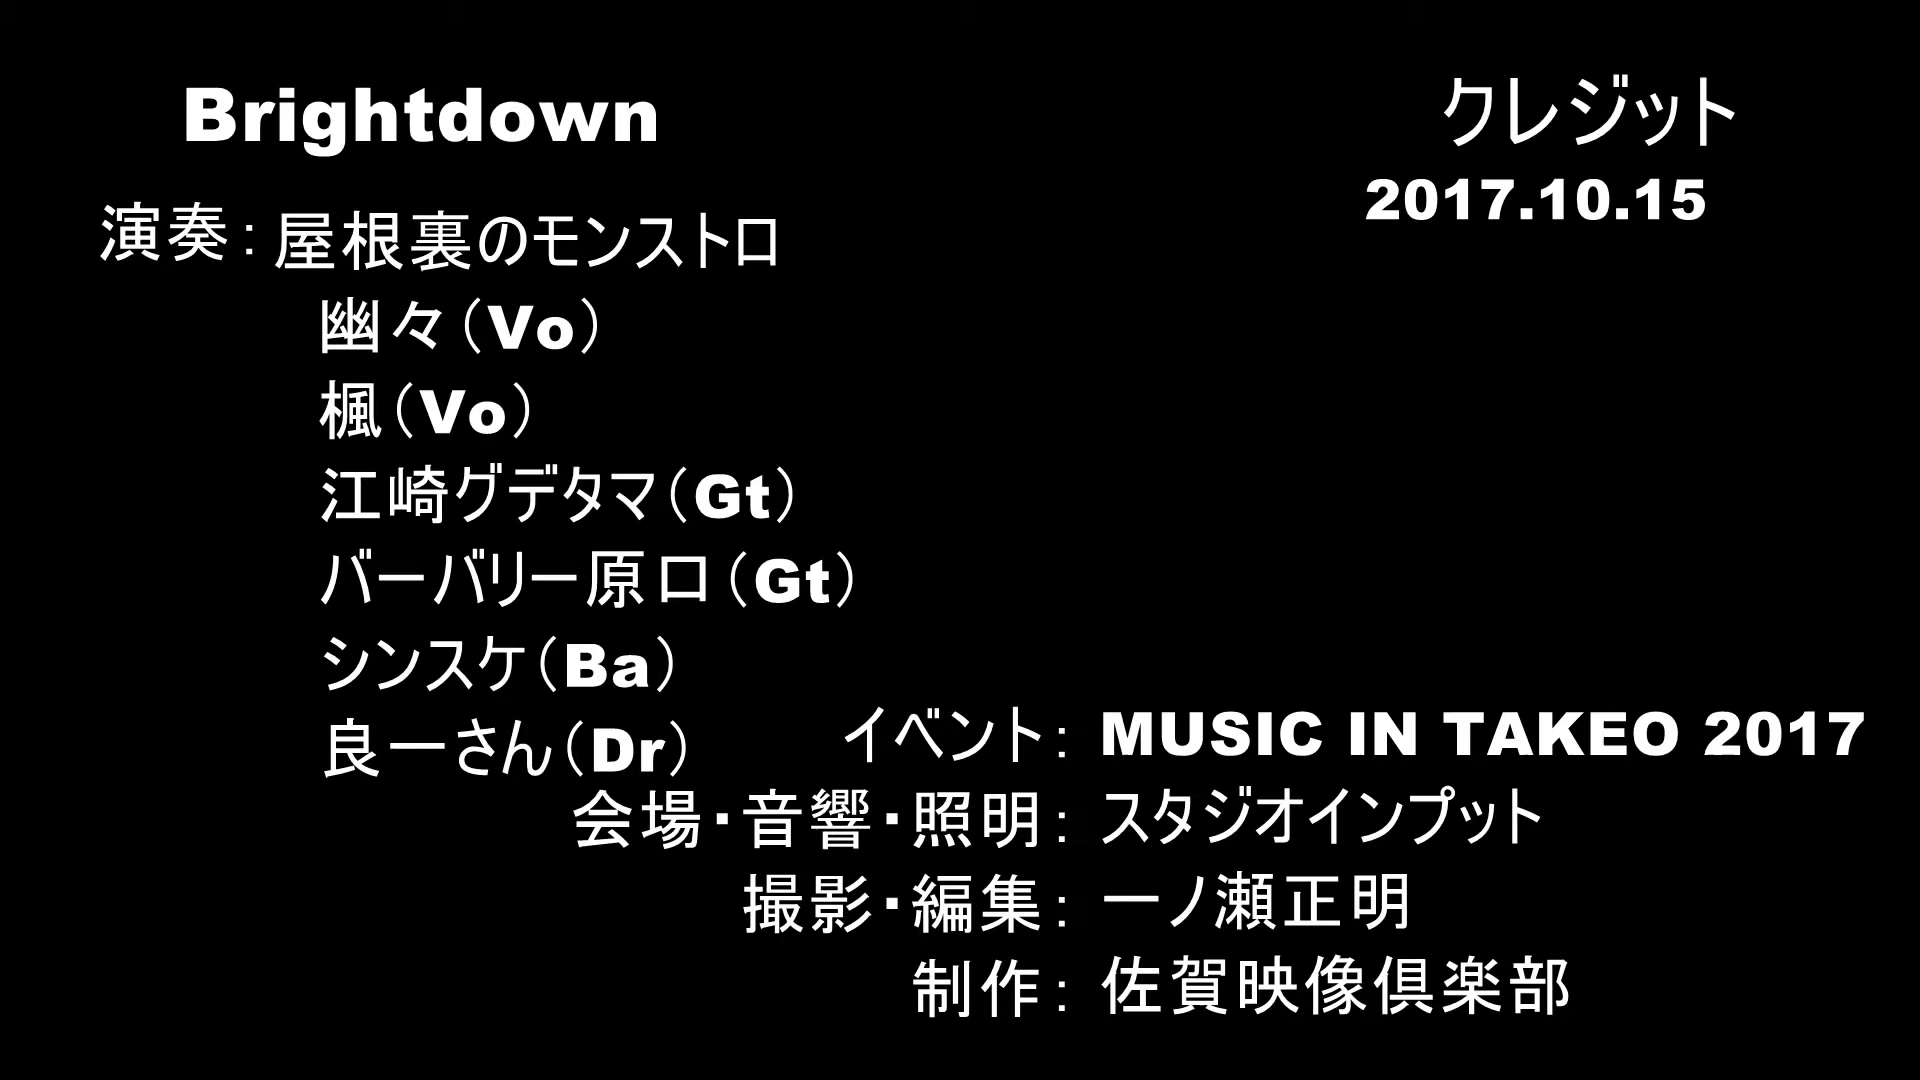 Brightdown
クレジット
2017.10.15
演奏：屋根裏のモンストロ
幽々（Vo）
楓（Vo）
江崎グデタマ（Gt）
バーバリー原口（Gt）
シンスケ（Ba）
良一さん（Dr）
イベント： MUSIC IN TAKEO 2017
会場・音響・照明： スタジオインプット
撮影・編集： 一ノ瀬正明
制作： 佐賀映像倶楽部